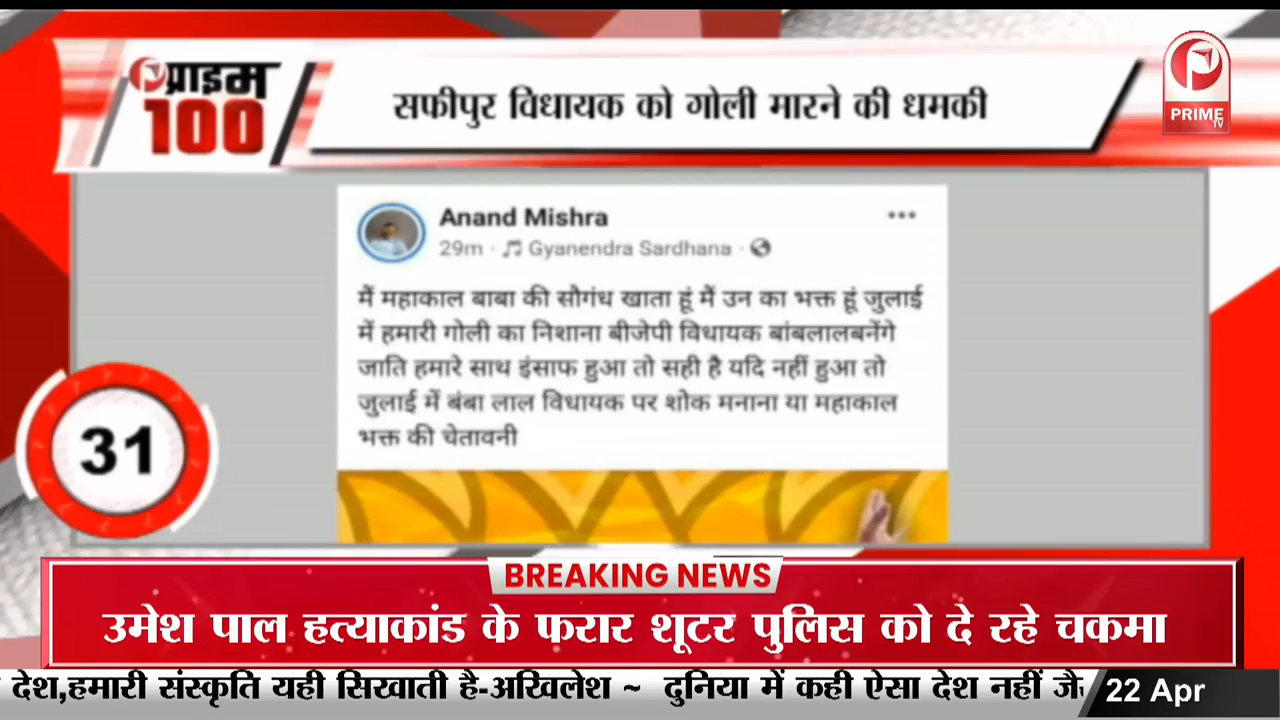 प्राइम
100
सफीपुर विधायक को गोली मारने की धमकी
PRIME
TV
Anand Mishra
29m · Gyanendra Sardhana ·
मैं महाकाल बाबा की सौगंध खाता हूं मैं उन का भक्त हूं जुलाई
में हमारी गोली का निशाना बीजेपी विधायक बांबलालबनेंगे
जाति हमारे साथ इंसाफ हुआ तो सही है यदि नहीं हुआ तो
जुलाई में बंबा लाल विधायक पर शोक मनाना या महाकाल
भक्त की चेतावनी
31
BREAKING NEWS
उमेश पाल हत्याकांड के फरार शूटर पुलिस को दे रहे चकमा
देश,हमारी संस्कृति यही सिखाती है-अखिलेश ~ दुनिया में कही ऐसा देश नहीं
22 Apr